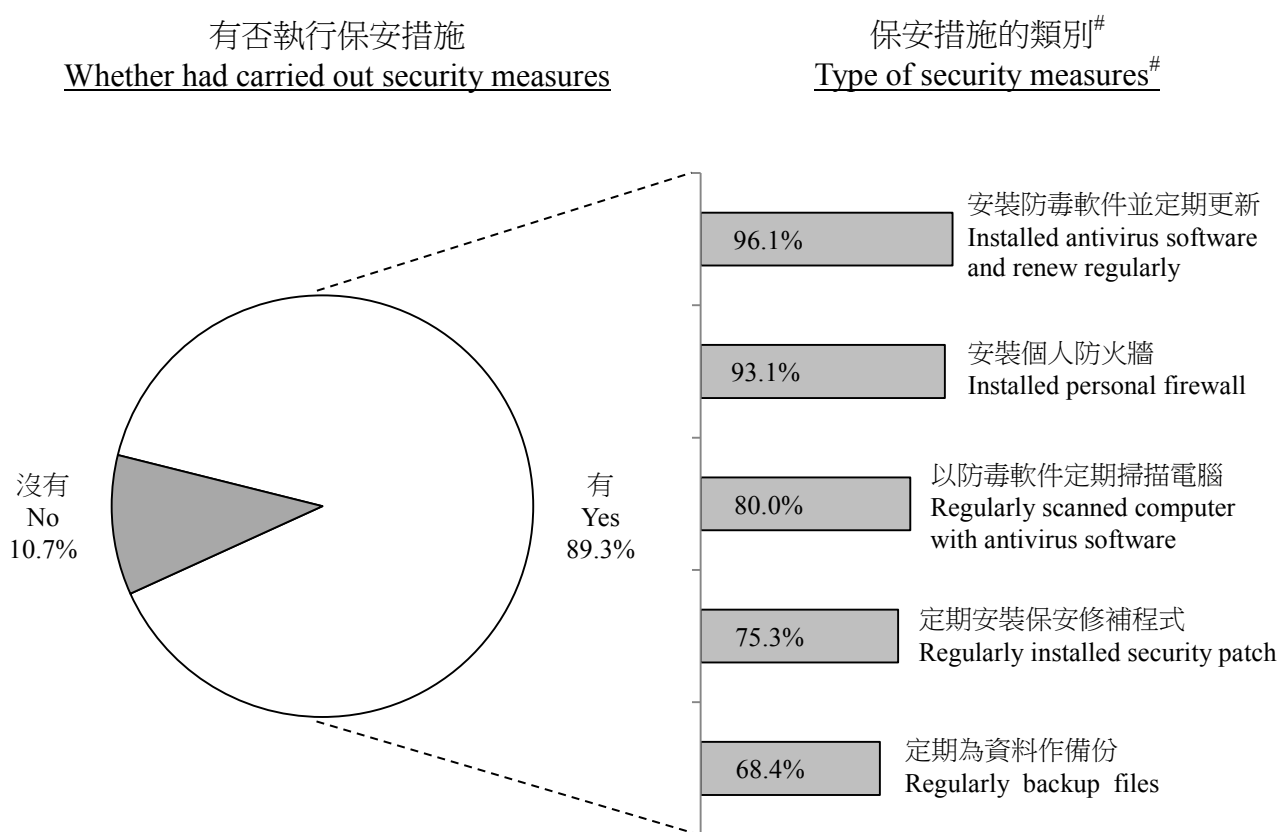 有否執行保安措施
Whether had carried out security measures
保安措施的類別#
Type of security measures#
沒有
No
10.7%
有
Yes
89.3%
96.1%
安裝防毒軟件並定期更新
Installed antivirus software
and renew regularly
93.1%
安裝個人防火牆
Installed personal firewall
80.0%
以防毒軟件定期掃描電腦
Regularly scanned computer
with antivirus software
75.3%
定期安裝保安修補程式
Regularly installed security patch
68.4%
定期為資料作備份
Regularly backup files